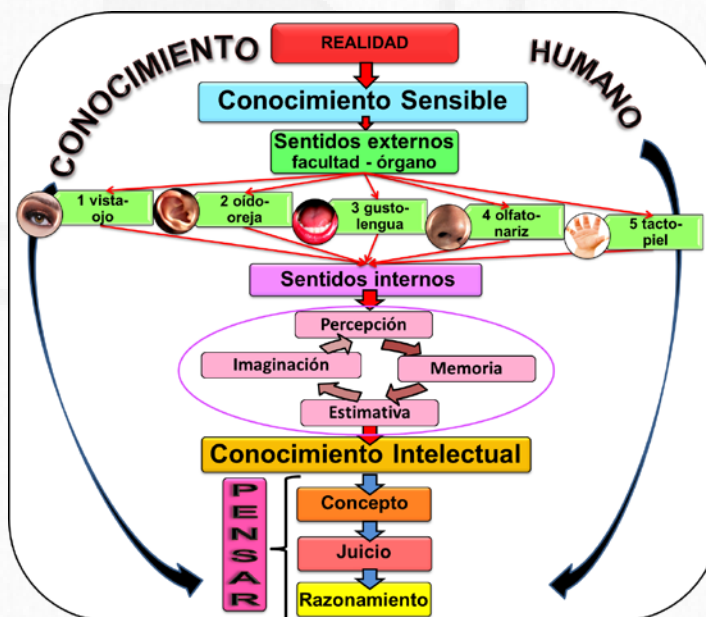 CONOCIMIENTO
HUMANO
REALIDAD
Conocimiento Sensible
Sentidos externos
facultad - órgano
1 vista-
ojo
2 oído-
oreja
3 gusto-
lengua
4 olfato-
nariz
5 tacto-
piel
Sentidos internos
Percepción
Imaginación
Memoria
Estimativa
Conocimiento Intelectual
PENSAR
Concepto
Juicio
Razonamiento